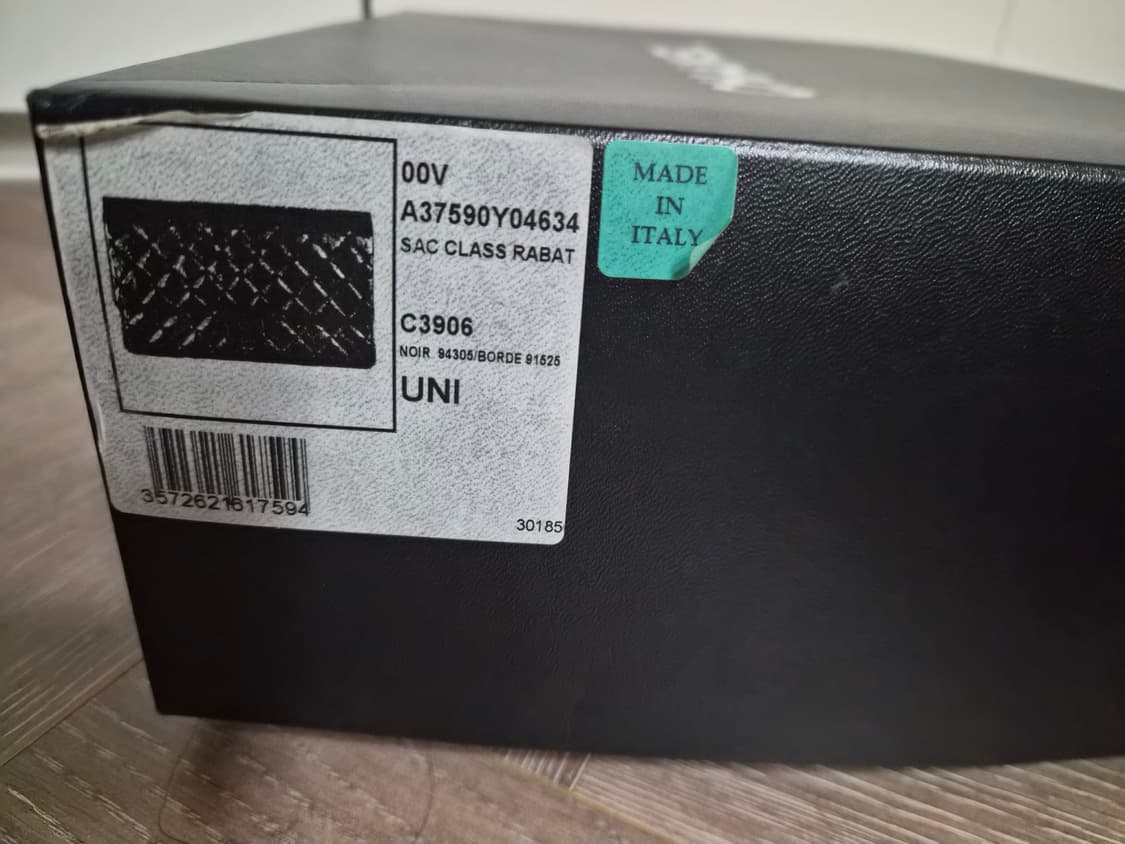 00V
A37590Y04634
SAC CLASS RABAT
C3906
NOIR 94305/BORDE 91525
UNI
3572621617594
30185
MADE
IN
ITALY